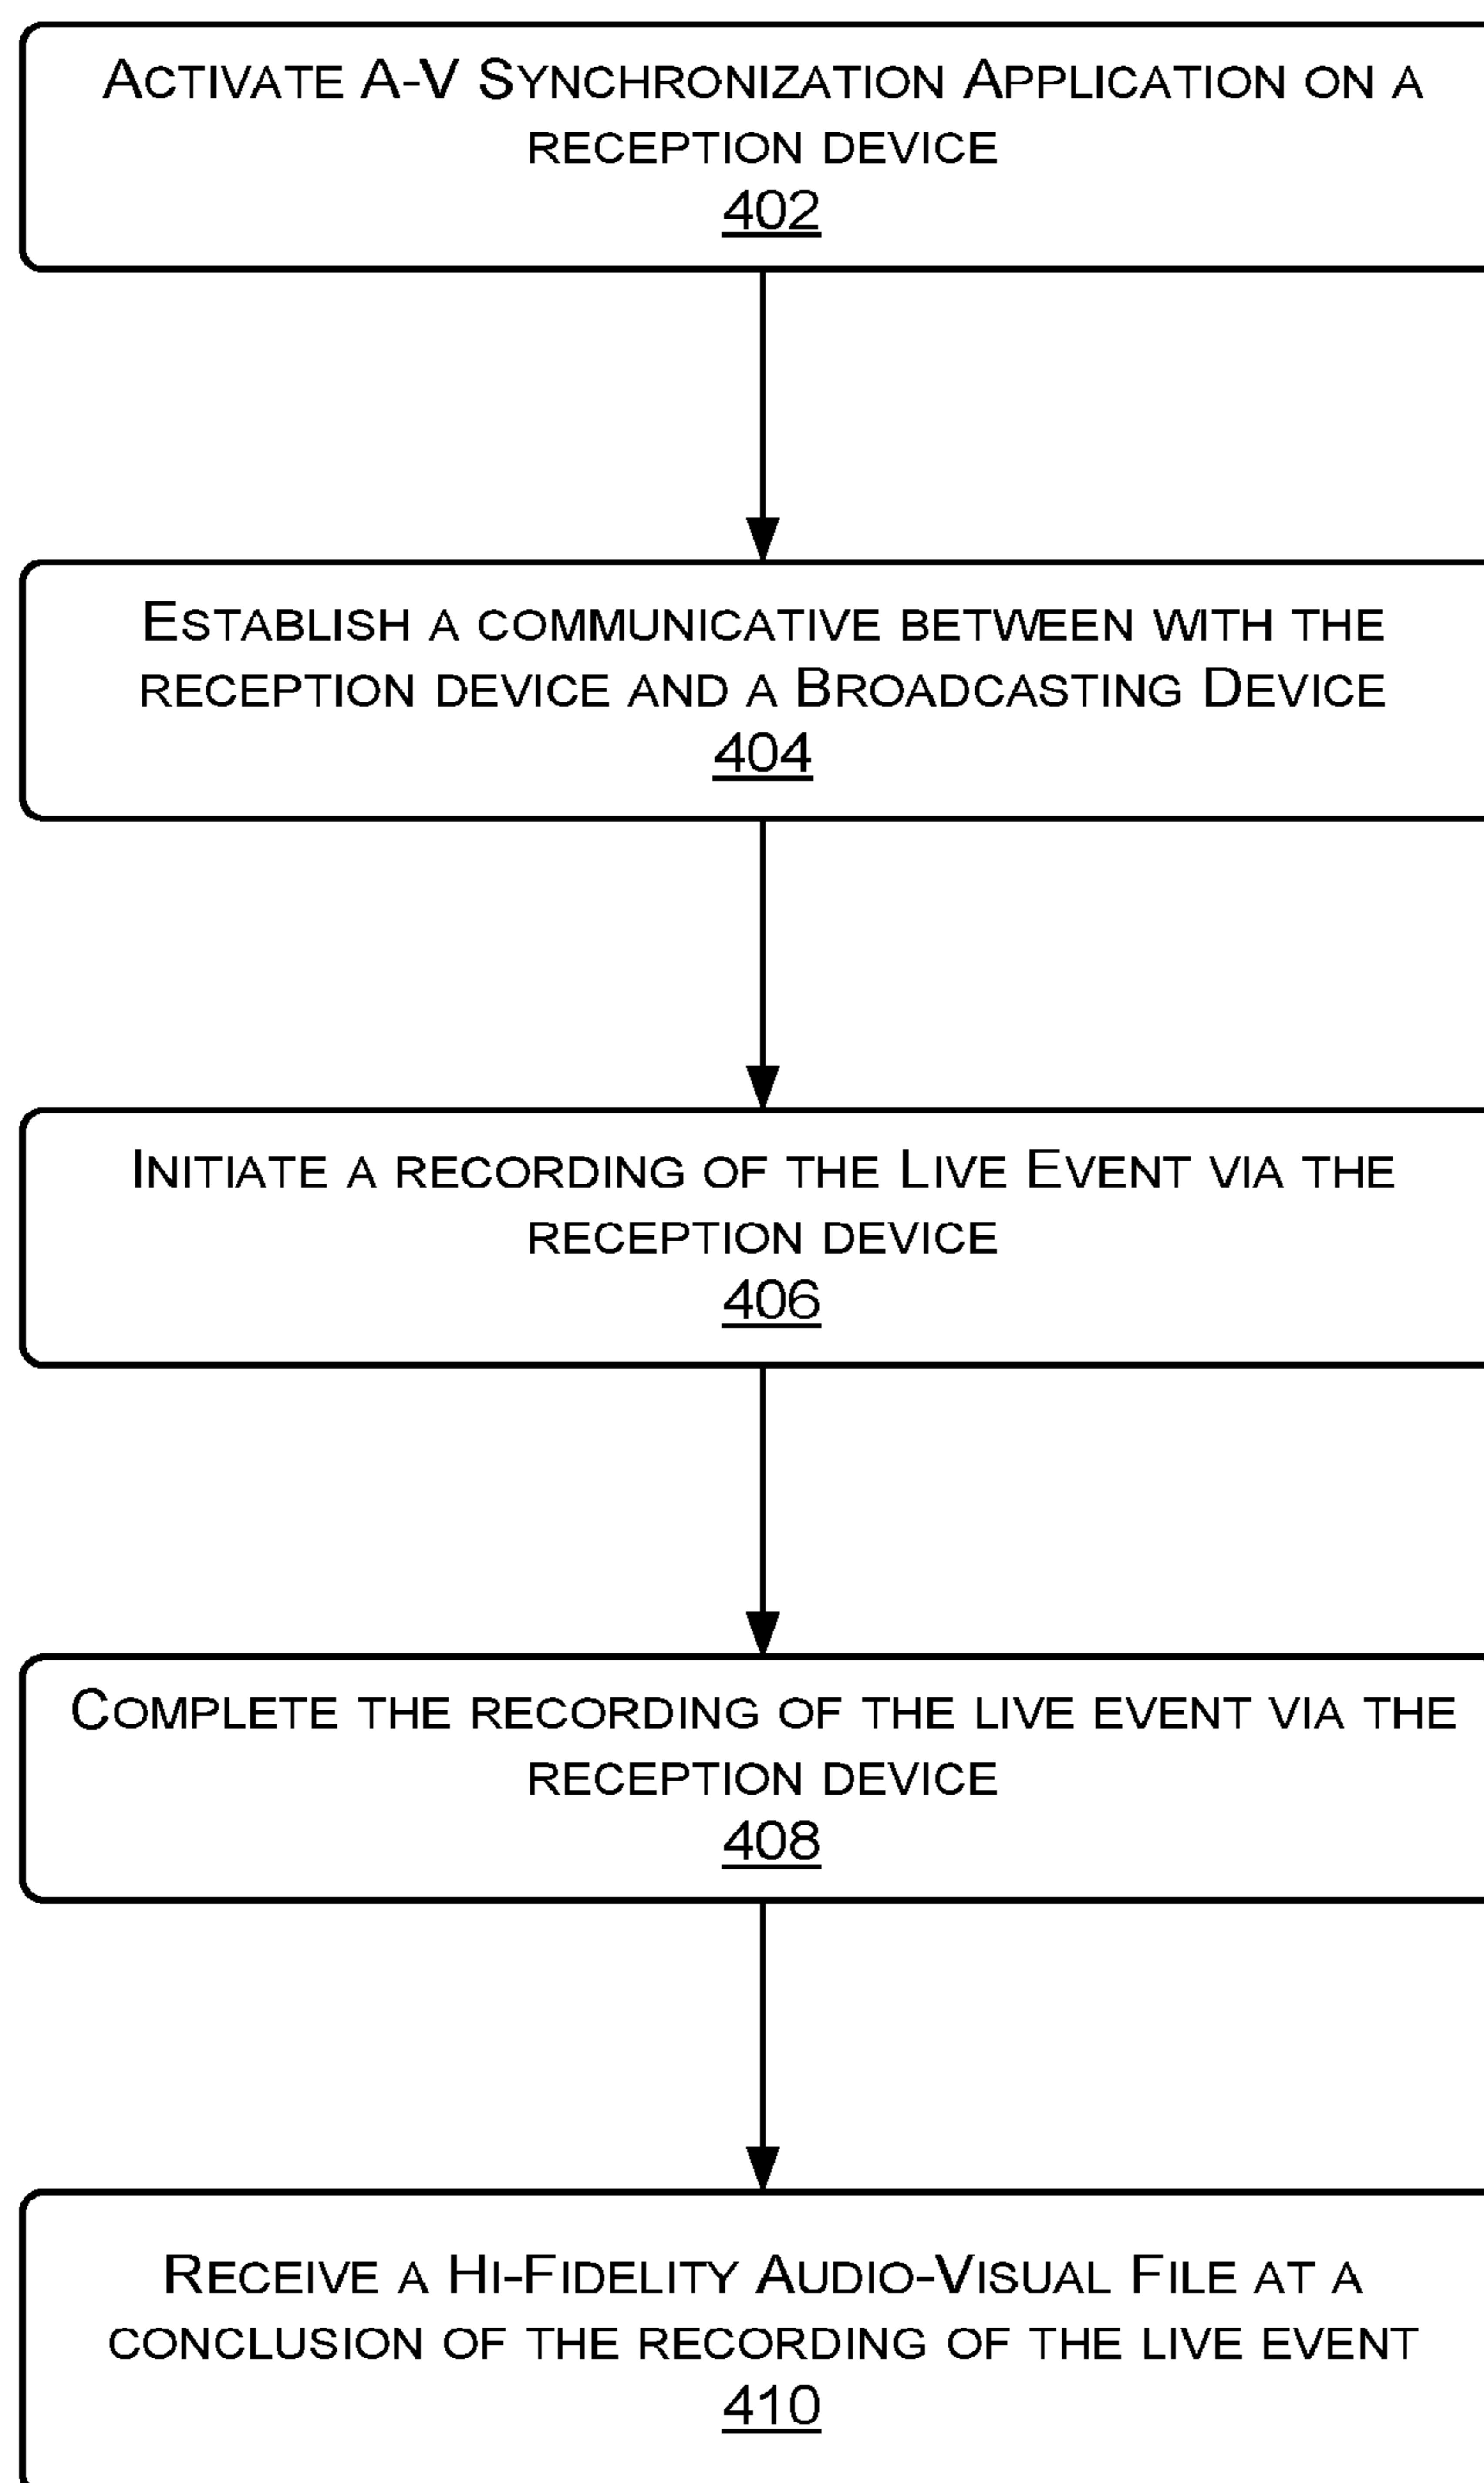 ACTIVATE A-V SYNCHRONIZATION APPLICATION ON A
RECEPTION DEVICE
402
ESTABLISH A COMMUNICATIVE BETWEEN WITH THE
RECEPTION DEVICE AND A BROADCASTING DEVICE
404
INITIATE A RECORDING OF THE LIVE EVENT VIA THE
RECEPTION DEVICE
406
COMPLETE THE RECORDING OF THE LIVE EVENT VIA THE
RECEPTION DEVICE
408
RECEIVE A HI-FIDELITY AUDIO-VISUAL FILE AT A
CONCLUSION OF THE RECORDING OF THE LIVE EVENT
410